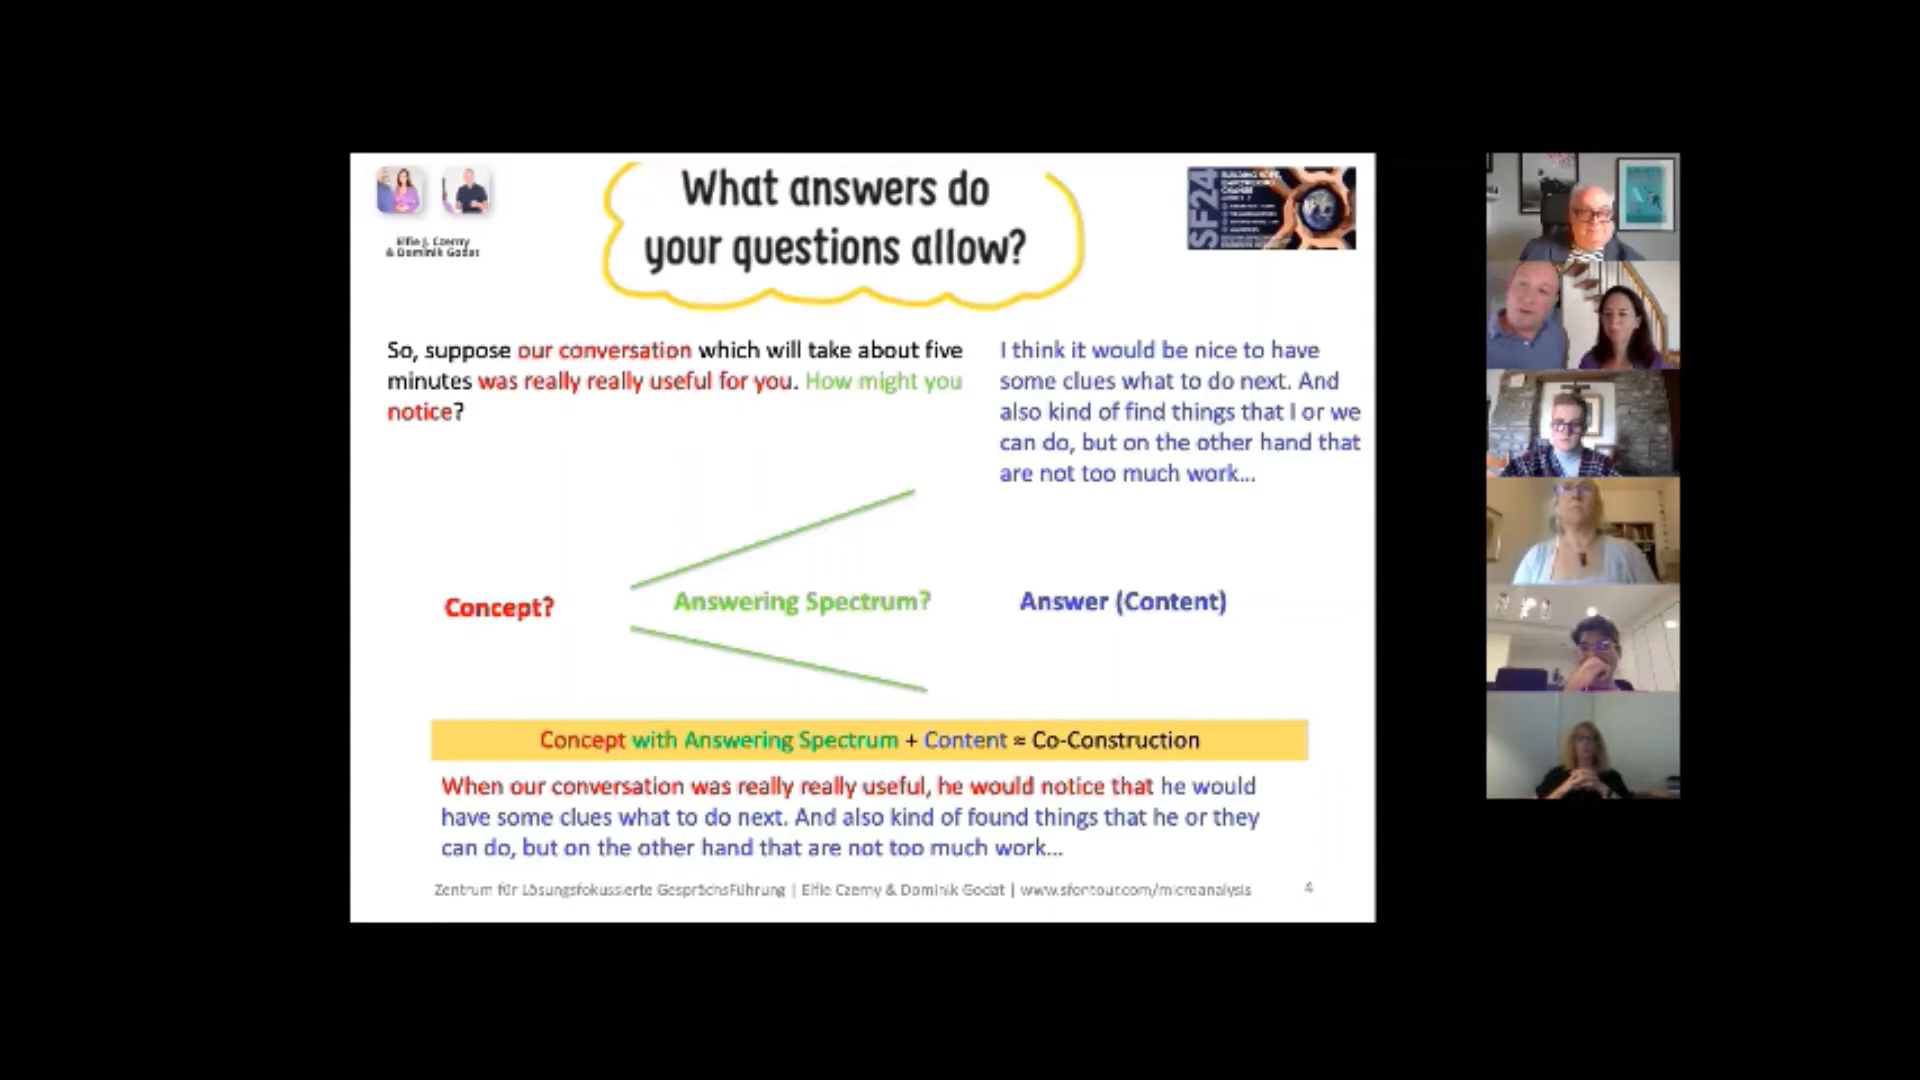 Elfie J. Czerny
& Dominik Godat
What answers do
your questions allow?
SF24
BUILDING HOPE,
So, suppose our conversation which will take about five
minutes was really really useful for you. How might you
notice?
I think it would be nice to have
some clues what to do next. And
also kind of find things that I or we
can do, but on the other hand that
are not too much work...
Concept?
Answering Spectrum?
Answer (Content)
Concept with Answering Spectrum + Content ≈ Co-Construction
When our conversation was really really useful, he would notice that he would
have some clues what to do next. And also kind of found things that he or they
can do, but on the other hand that are not too much work...
Zentrum für Lösungsfokussierte GesprächsFührung | Elfie Czerny & Dominik Godat | www.sfontour.com/microanalysis
4